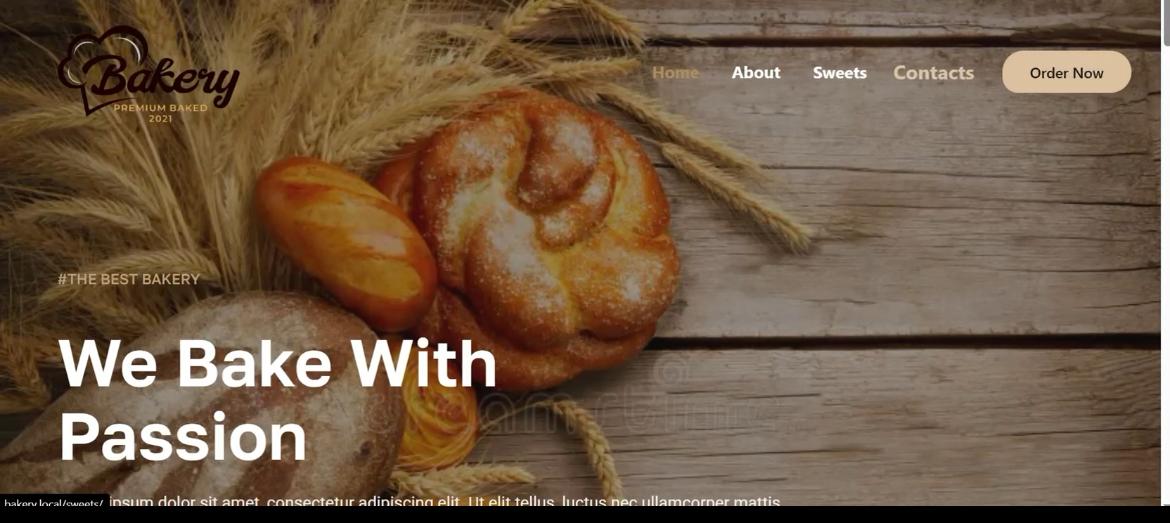 Bakery
PREMIUM BAKED
2021
Home About Sweets Contacts Order Now
#THE BEST BAKERY
We Bake With
Passion
ipsum dolor sit amet, consectetur adipiscing elit. Ut elit tellus, luctus nec ullamcorper mattis
bakery.local/sweets/
dreamstime